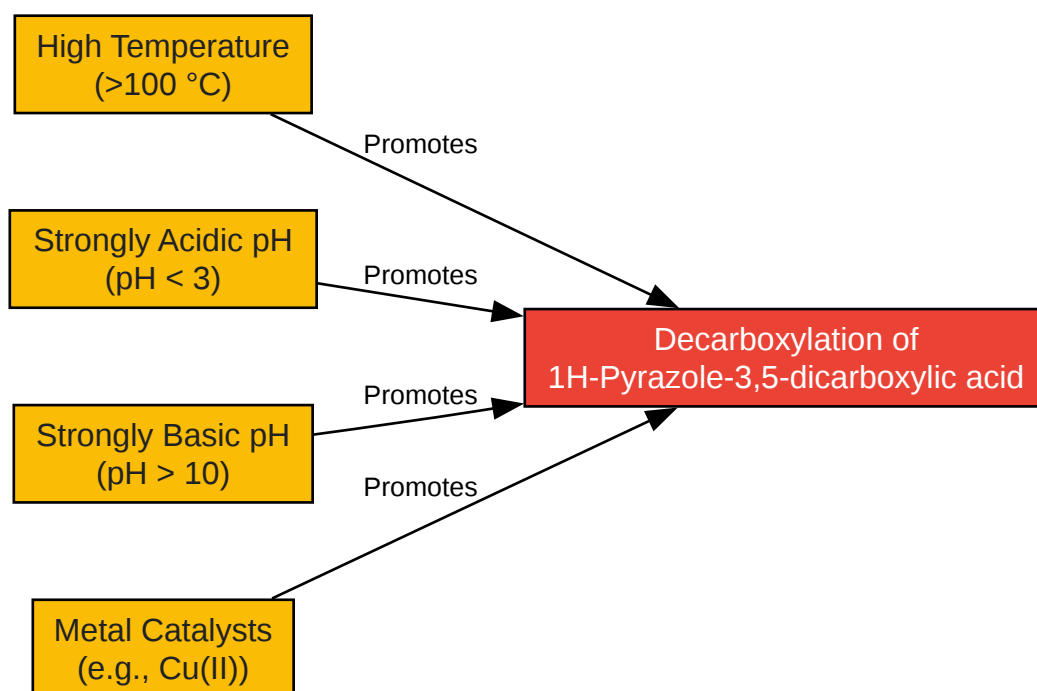 High Temperature
(>100 °C)
Promotes
Strongly Acidic pH
(pH < 3)
Promotes
Decarboxylation of
1H-Pyrazole-3,5-dicarboxylic acid
Promotes
Strongly Basic pH
(pH > 10)
Promotes
Metal Catalysts
(e.g., Cu(II))